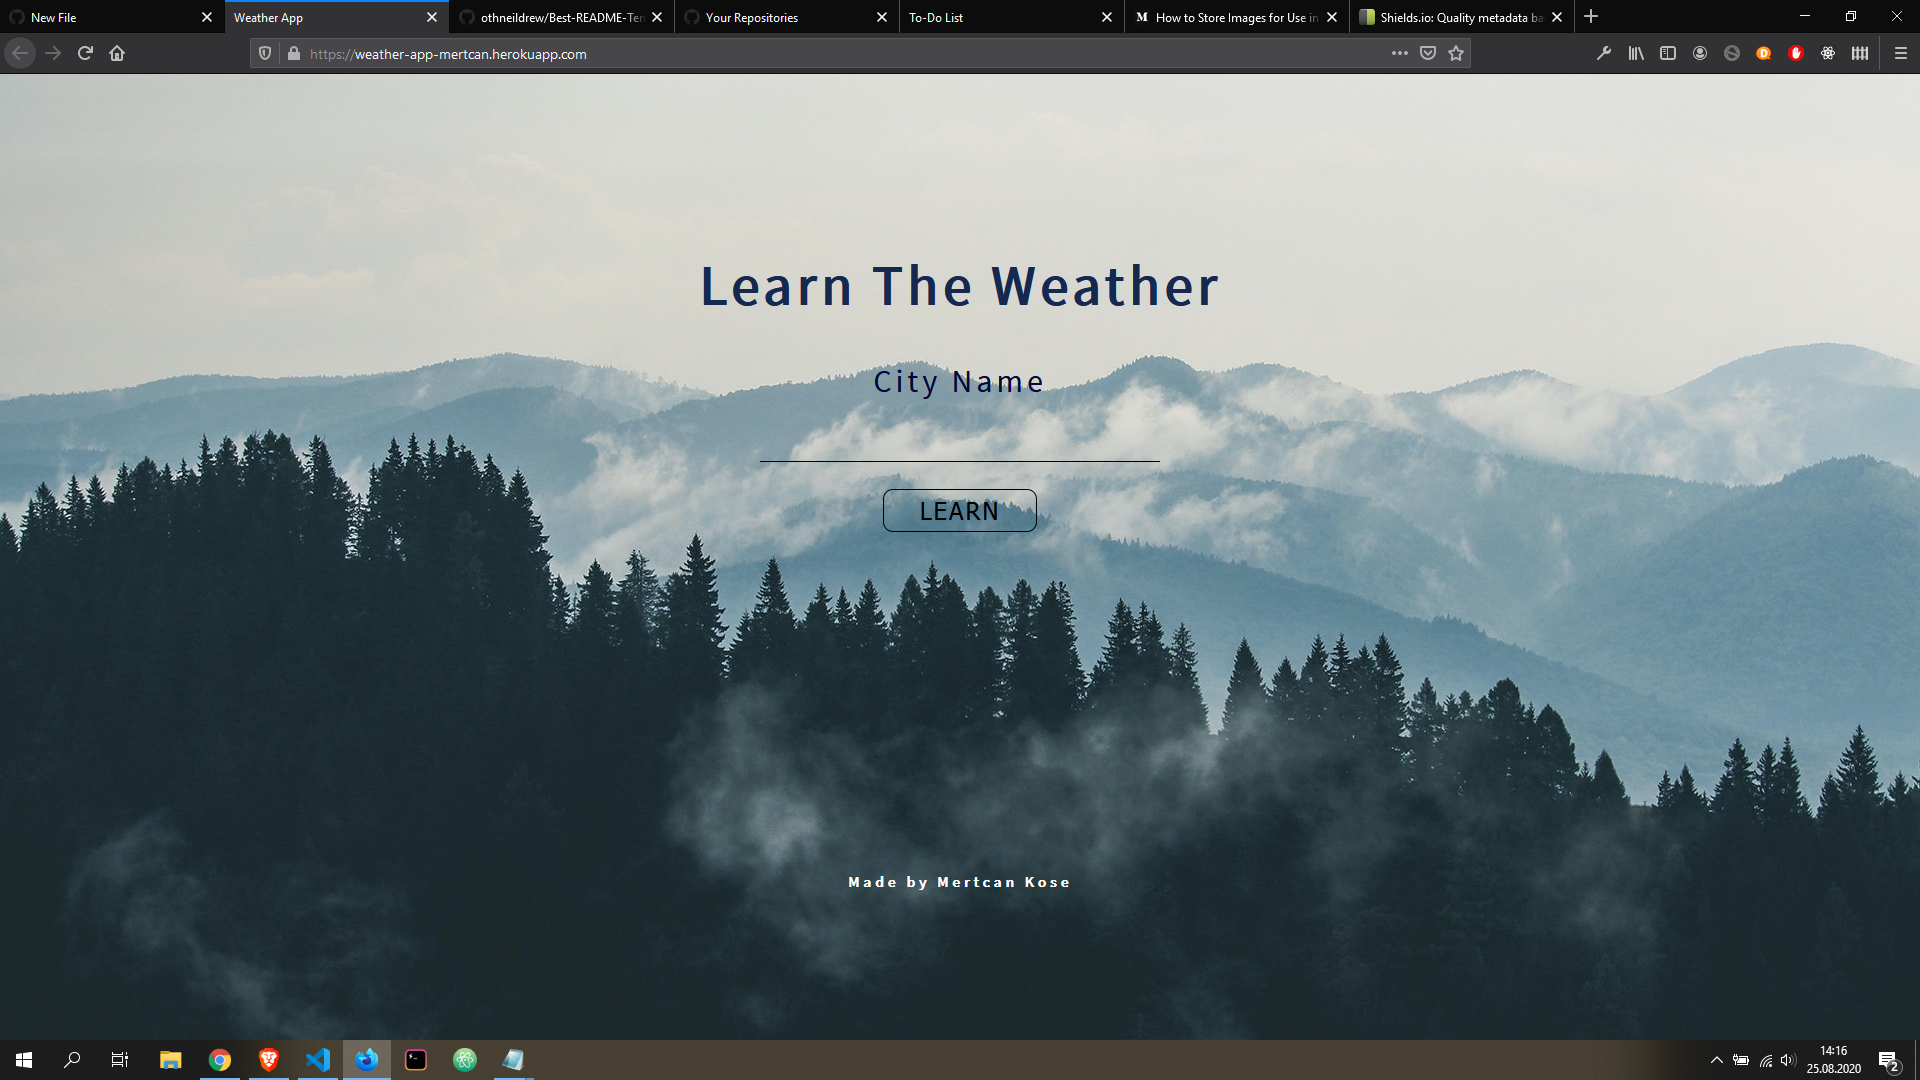 New File
Weather App
othneildrew/Best-README-Ter
Your Repositories
To-Do List
M How to Store Images for Use in
Shields.io: Quality metadata ba
https://weather-app-mertcan.herokuapp.com
Learn The Weather
City Name
LEARN
Made by Mertcan Kose
14:16
25.08.2020
2